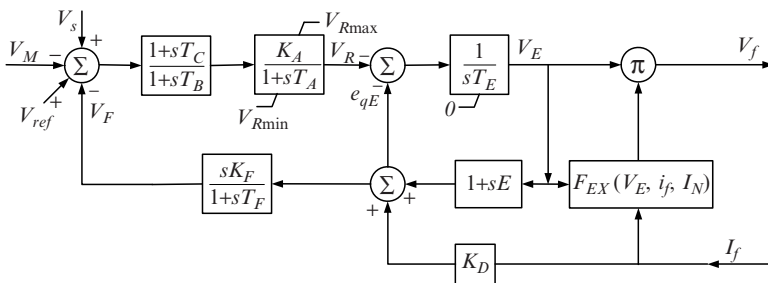 V_s
+
V_M
−
Σ
+
V_ref
−
V_F
1+sT_C
1+sT_B
V_Rmax
K_A
1+sT_A
V_Rmin
V_R
−
Σ
e_qE
−
1
sT_E
0
V_E
π
V_f
sK_F
1+sT_F
Σ
+
+
1+sE
F_EX (V_E, i_f, I_N)
K_D
I_f